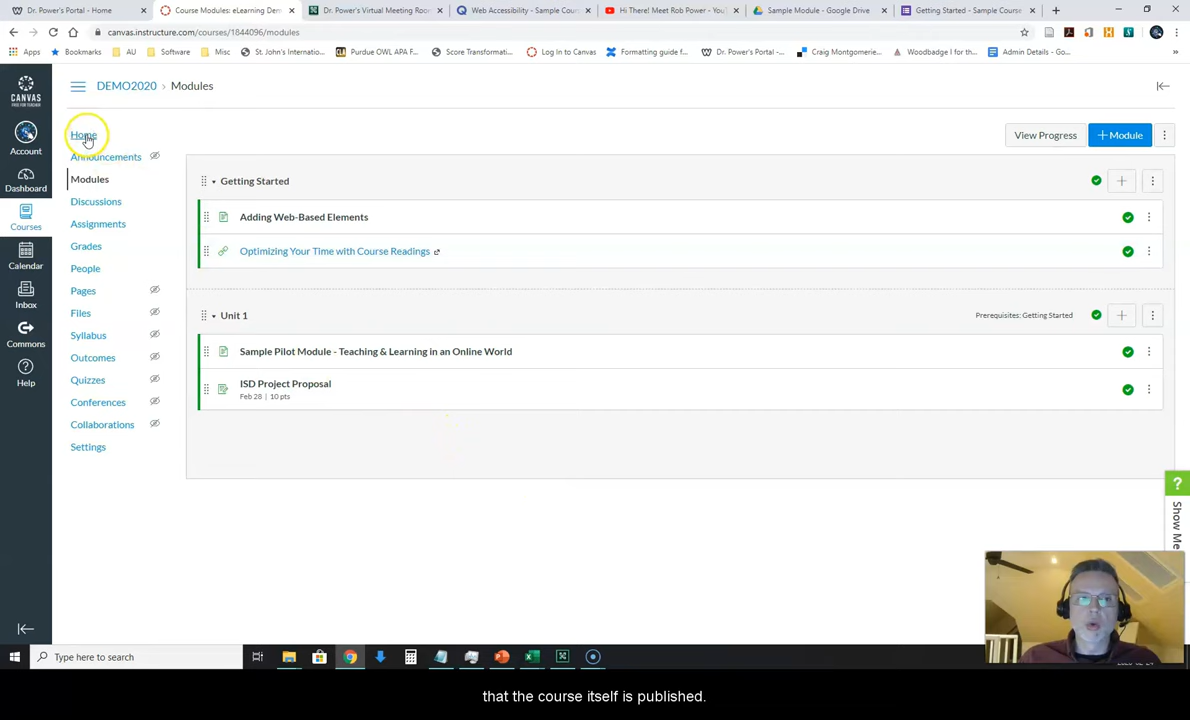 Dr. Power's Portal - Home
Course Modules: eLearning Dem
Dr. Power's Virtual Meeting Room
Web Accessibility - Sample Cours
Hi There! Meet Rob Power - You
Sample Module - Google Drive
Getting Started - Sample Course
canvas.instructure.com/courses/1844096/modules
Apps
Bookmarks
AU
Software
Misc
St. John's Internatio...
Purdue OWL APA F...
Score Transformati...
Log In to Canvas
Formatting guide f...
Dr. Power's Portal -...
Craig Montgomerie...
Woodbadge I for th...
Admin Details - Go...
CANVAS
FREE FOR TEACHER
Account
Dashboard
Courses
Calendar
Inbox
Commons
Help
DEMO2020 > Modules
Home
Announcements
Modules
Discussions
Assignments
Grades
People
Pages
Files
Syllabus
Outcomes
Quizzes
Conferences
Collaborations
Settings
View Progress
+ Module
Getting Started
Adding Web-Based Elements
Optimizing Your Time with Course Readings
Unit 1
Prerequisites: Getting Started
Sample Pilot Module - Teaching & Learning in an Online World
ISD Project Proposal
Feb 28 | 10 pts
? Show Me
Type here to search
that the course itself is published.